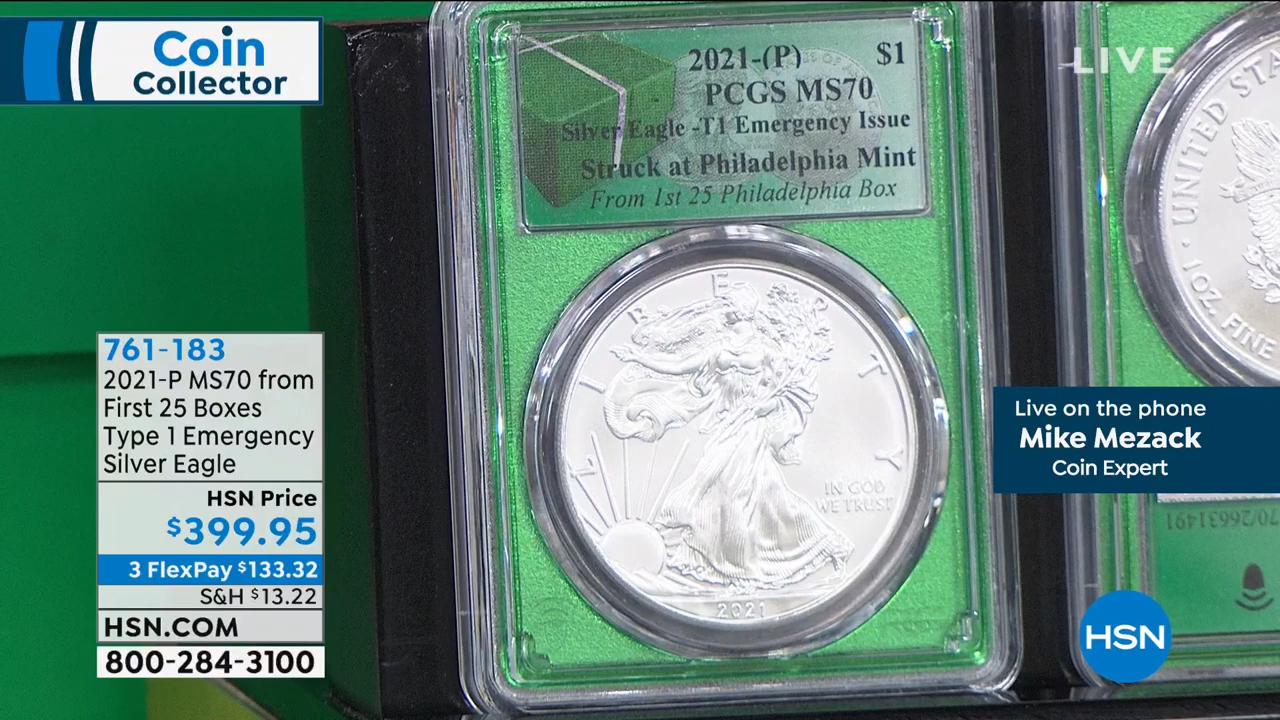 Coin
Collector
LIVE
2021-(P) $1
PCGS MS70
Silver Eagle -T1 Emergency Issue
Struck at Philadelphia Mint
From 1st 25 Philadelphia Box
LIBERTY
IN GOD
WE TRUST
2021
UNITED STA
1 OZ. FINE
761-183
2021-P MS70 from
First 25 Boxes
Type 1 Emergency
Silver Eagle
HSN Price
$399.95
3 FlexPay $133.32
S&H $13.22
HSN.COM
800-284-3100
Live on the phone
Mike Mezack
Coin Expert
70/26631491
HSN